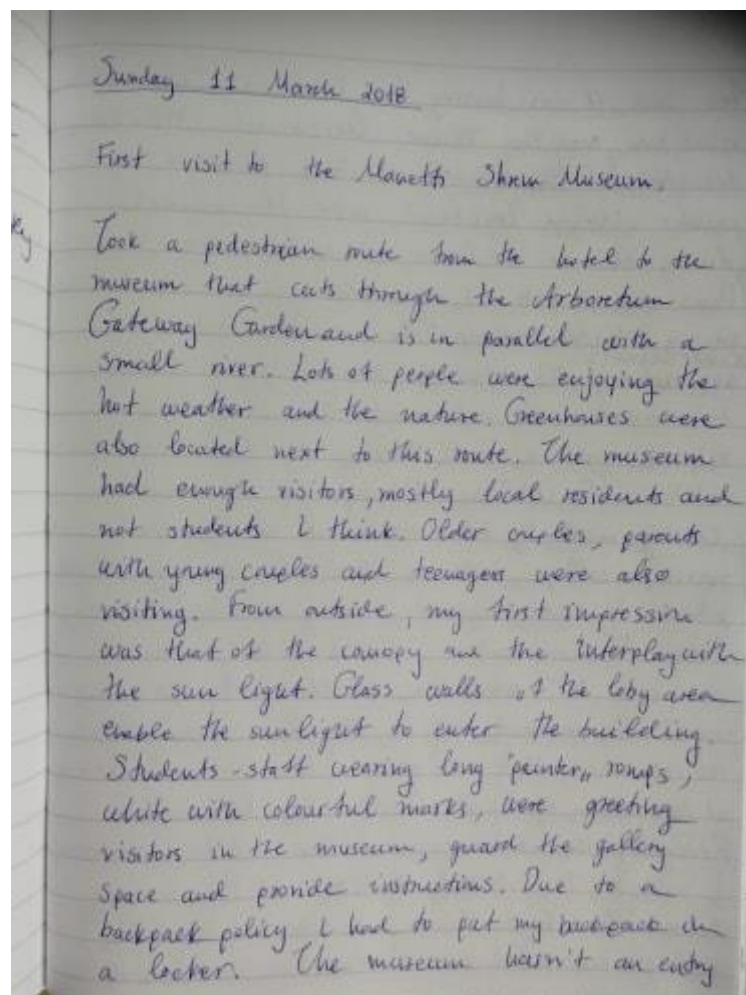 Sunday 11 March 2018
First visit to the Manetti Shrem Museum.
Took a pedestrian route from the hotel to the
museum that cuts through the Arboretum
Gateway Garden and is in parallel with a
small river. Lots of people were enjoying the
hot weather and the nature. Greenhouses were
also located next to this route. The museum
had enough visitors, mostly local residents and
not students I think. Older couples, parents
with young couples and teenagers were also
visiting. From outside, my first impression
was that of the canopy and the interplay with
the sun light. Glass walls of the loby area
enable the sunlight to enter the building.
Students-staff wearing long "painter"
white with colourful marks, were greeting
visitors in the museum, guard the gallery
space and provide instructions. Due to a
backpack policy I had to put my backpack in
a locker. The museum hasn't an entry